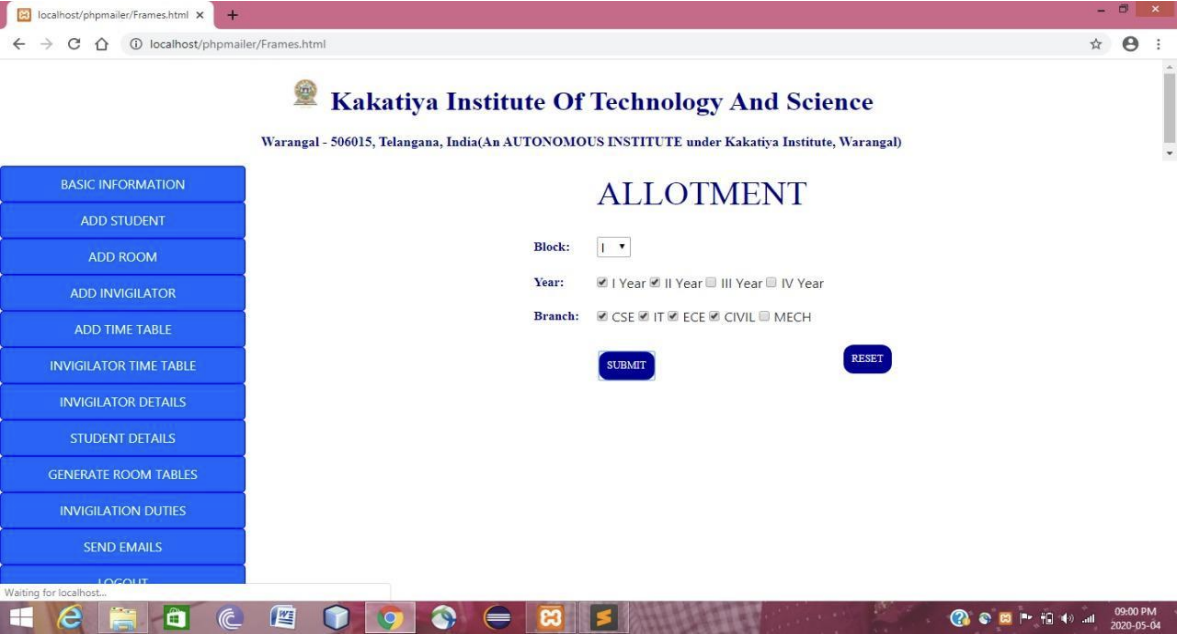 localhost/phpmailer/Frames.html
localhost/phpmailer/Frames.html
Kakatiya Institute Of Technology And Science
Warangal - 506015, Telangana, India(An AUTONOMOUS INSTITUTE under Kakatiya Institute, Warangal)
BASIC INFORMATION
ADD STUDENT
ADD ROOM
ADD INVIGILATOR
ADD TIME TABLE
INVIGILATOR TIME TABLE
INVIGILATOR DETAILS
STUDENT DETAILS
GENERATE ROOM TABLES
INVIGILATION DUTIES
SEND EMAILS
LOGOUT
ALLOTMENT
Block: I
Year: I Year II Year III Year IV Year
Branch: CSE IT ECE CIVIL MECH
SUBMIT RESET
Waiting for localhost...
09:00 PM
2020-05-04